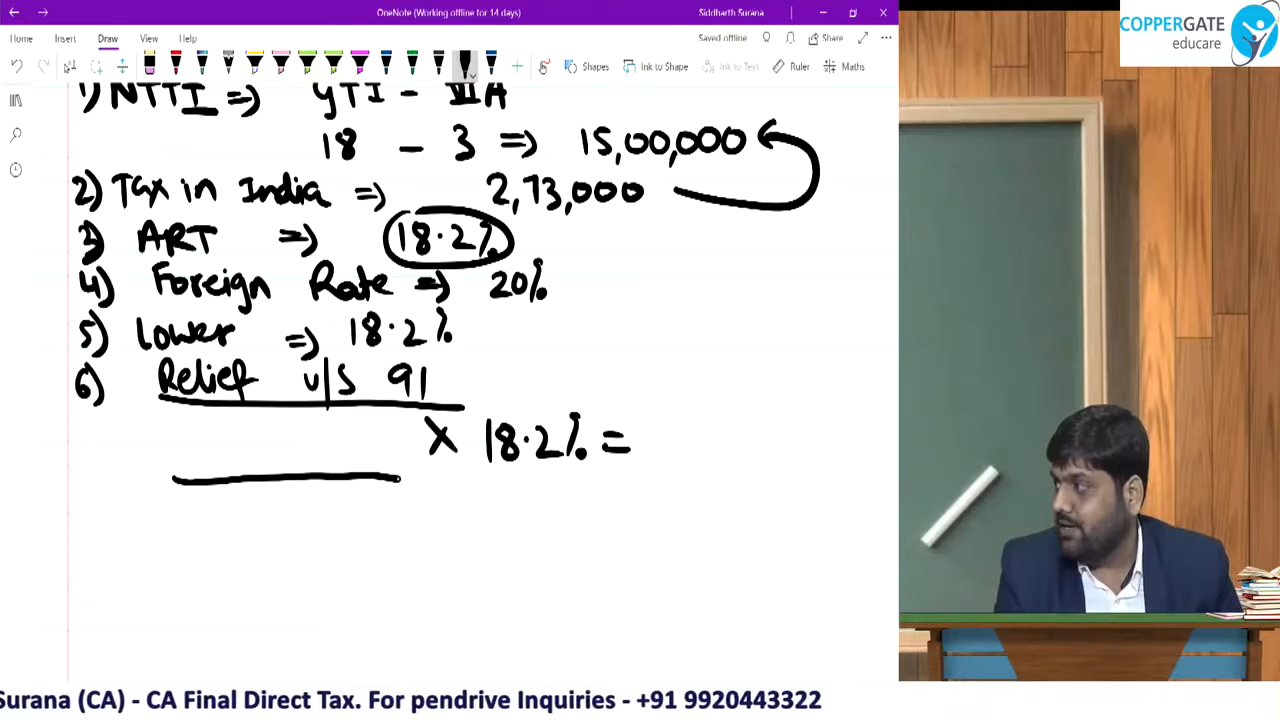 OneNote (Working offline for 14 days)
Siddharth Surana
COPPERGATE
educare
Home Insert Draw View Help
Saved offline
Share
Shapes
Ink to Shape
Ink to Text
Ruler
Maths
1) NTTI => GTI - VIA
18 - 3 => 15,00,000
2) Tax in India => 2,73,000
3) ART => 18.2%
4) Foreign Rate => 20%
5) Lower => 18.2%
6) Relief u/s 91
X 18.2% =
Surana (CA) - CA Final Direct Tax. For pendrive Inquiries - +91 9920443322